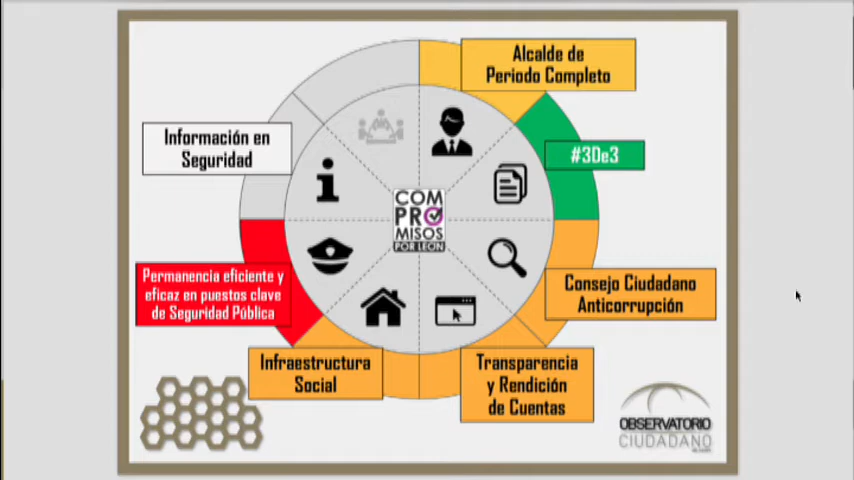 Alcalde de
Periodo Completo
Información en
Seguridad
#3De3
COM
PRO
MISOS
POR LEÓN
Permanencia eficiente y
eficaz en puestos clave
de Seguridad Pública
Consejo Ciudadano
Anticorrupción
Infraestructura
Social
Transparencia
y Rendición
de Cuentas
OBSERVATORIO
CIUDADANO